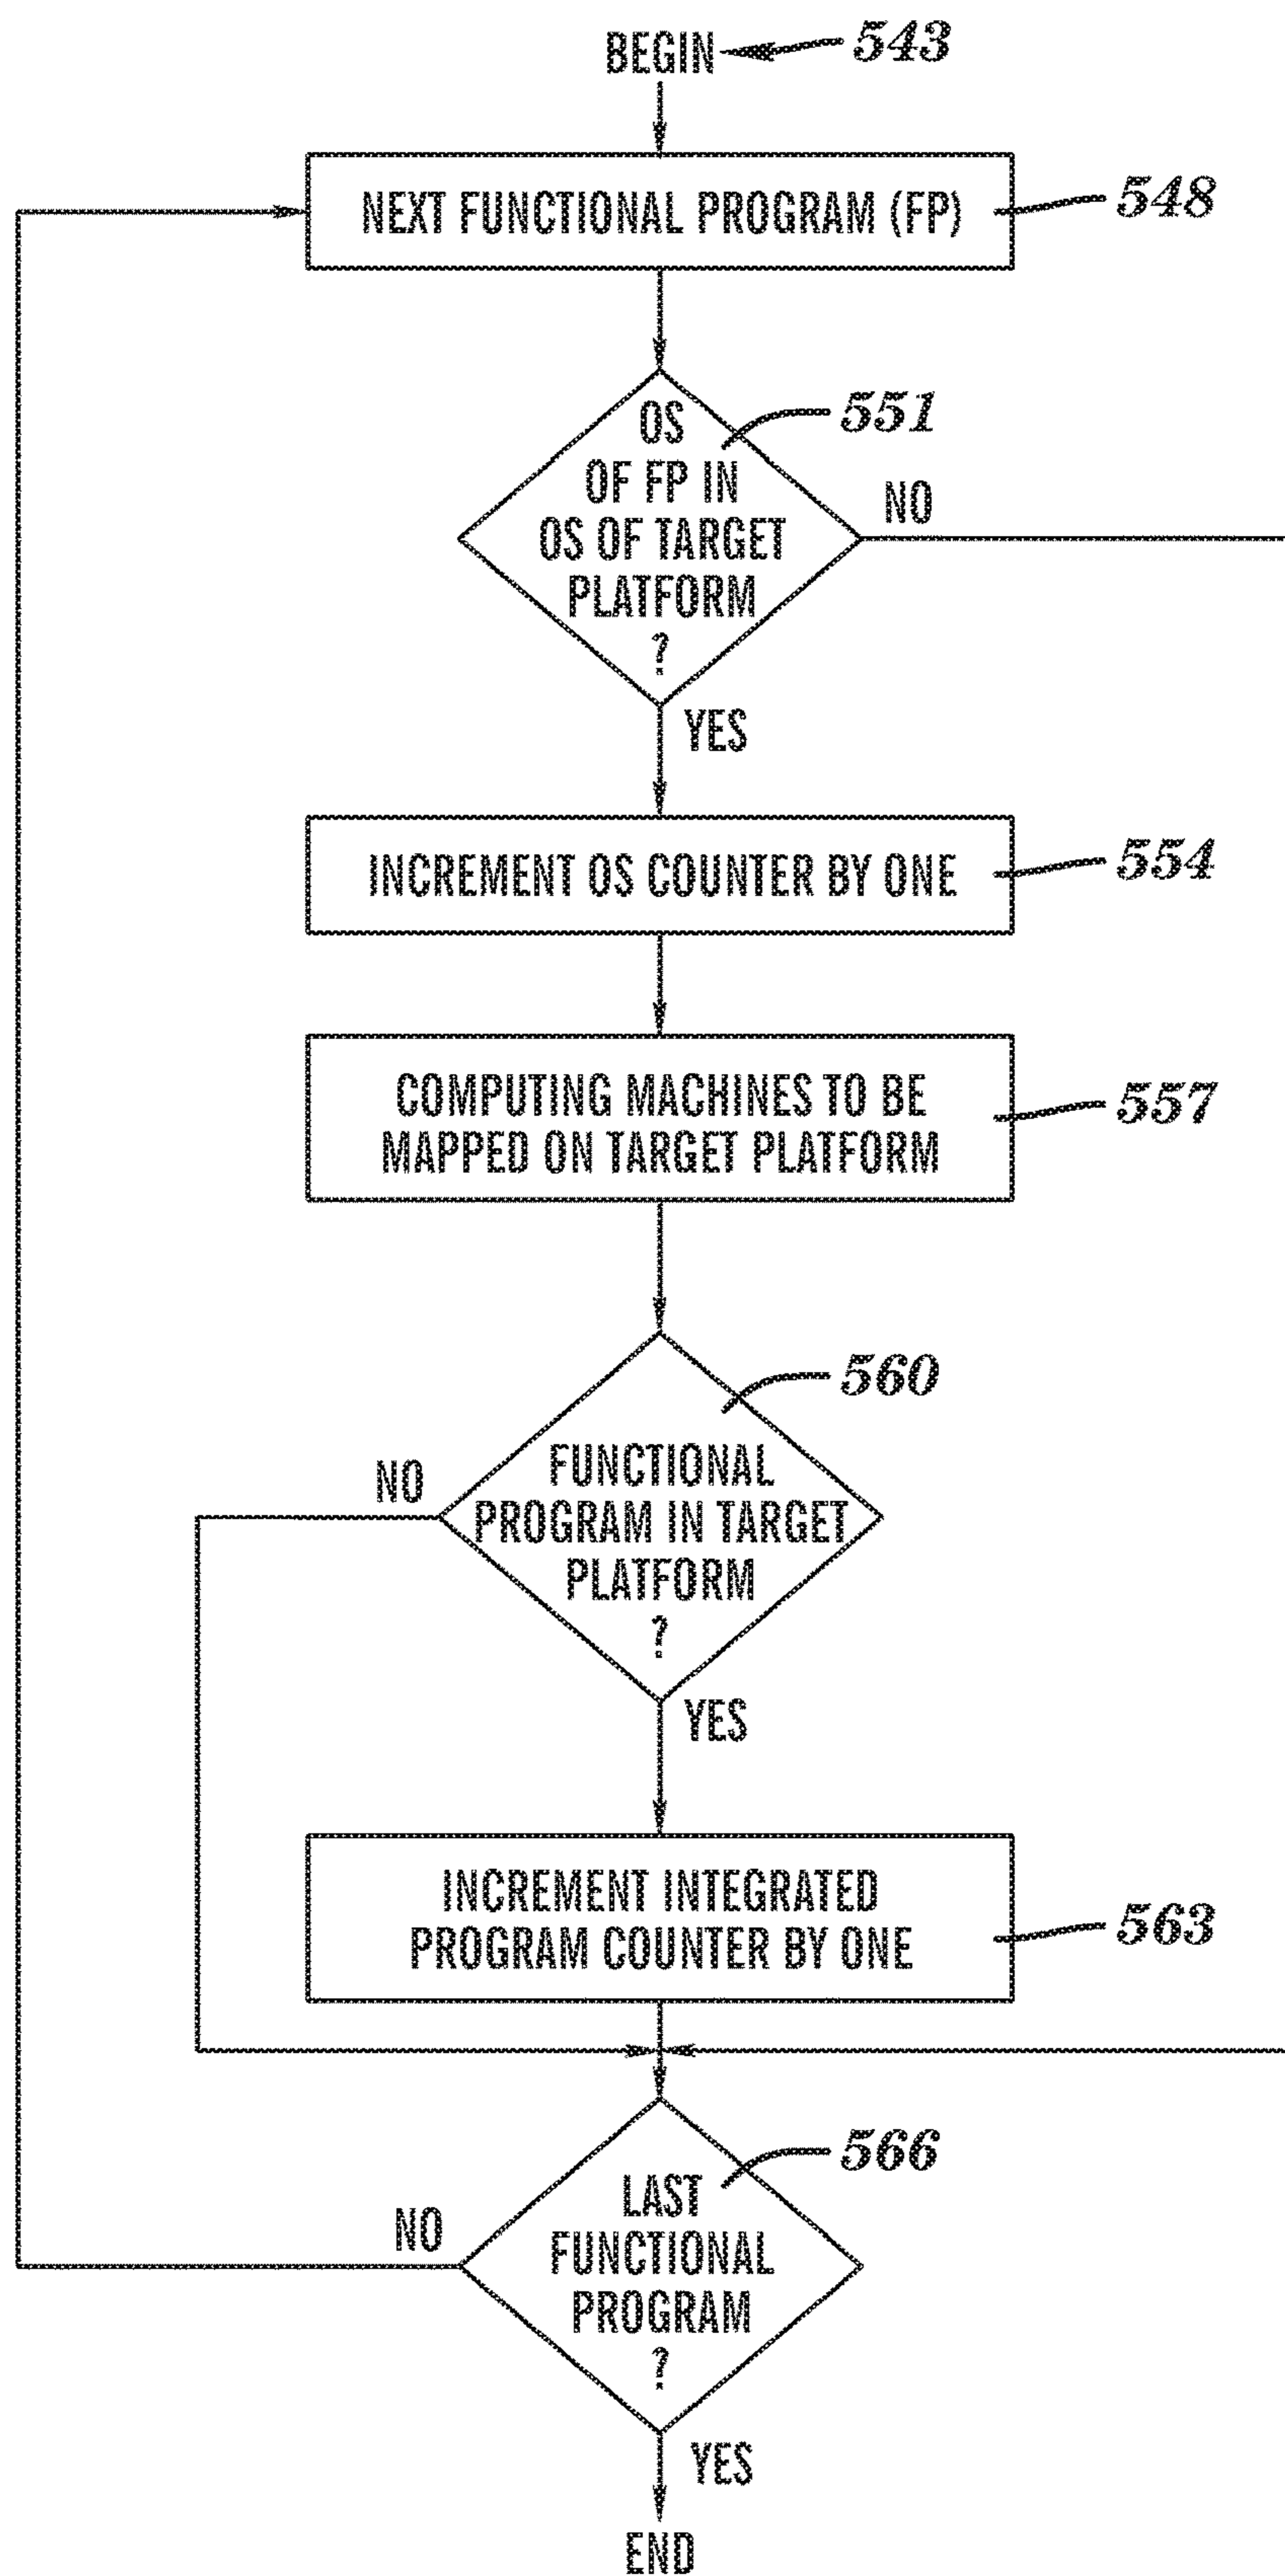 BEGIN 543
NEXT FUNCTIONAL PROGRAM (FP) 548
OS 551
OF FP IN
OS OF TARGET
PLATFORM
?
NO
YES
INCREMENT OS COUNTER BY ONE 554
COMPUTING MACHINES TO BE
MAPPED ON TARGET PLATFORM
557
560
FUNCTIONAL
PROGRAM IN TARGET
PLATFORM
?
NO
YES
INCREMENT INTEGRATED
PROGRAM COUNTER BY ONE
563
566
LAST
FUNCTIONAL
PROGRAM
?
NO
YES
END